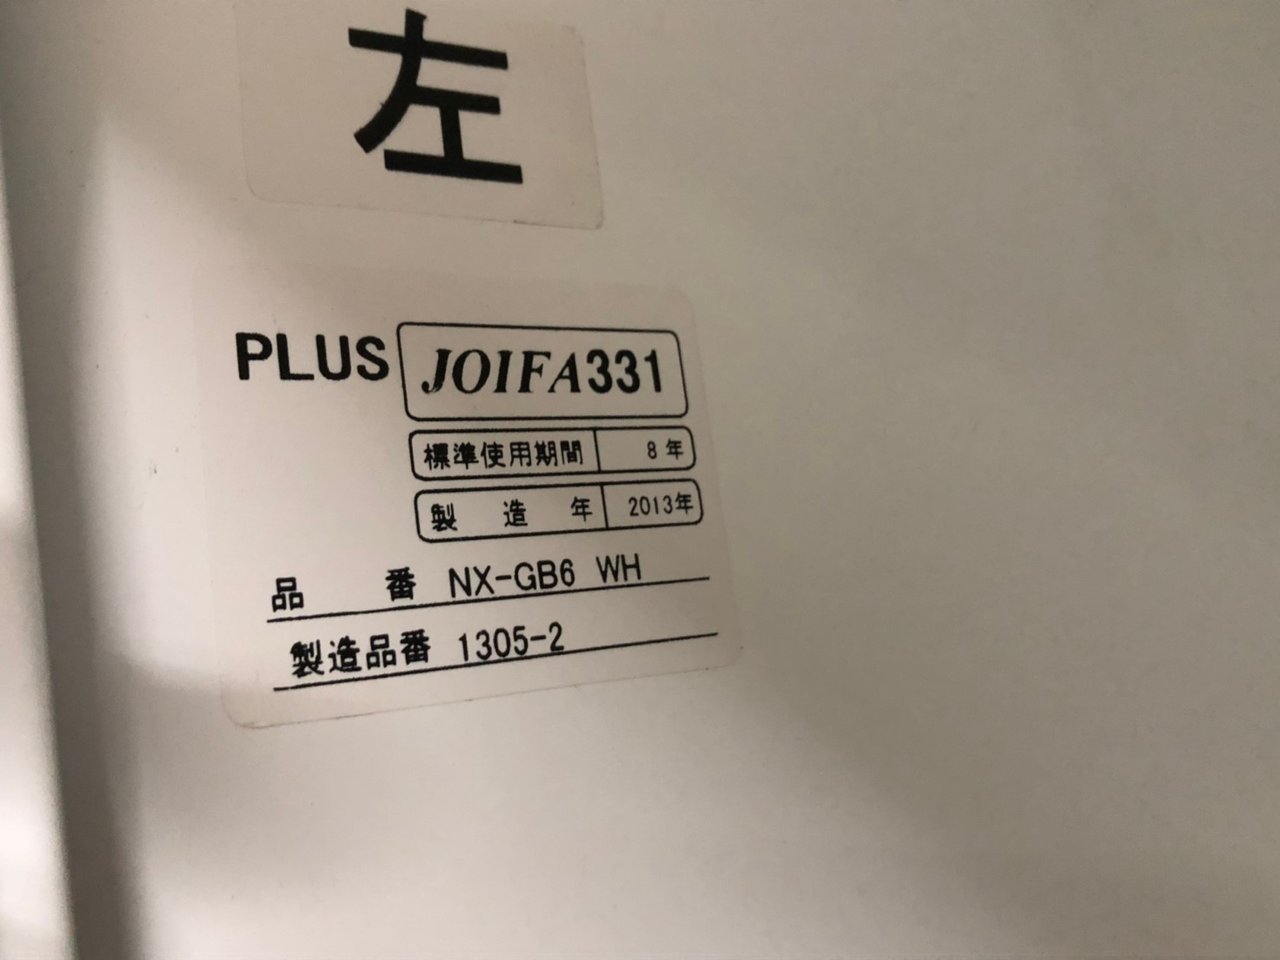 左
PLUS JOIFA331
標準使用期間 8年
製造年 2013年
品番 NX-GB6 WH
製造品番 1305-2